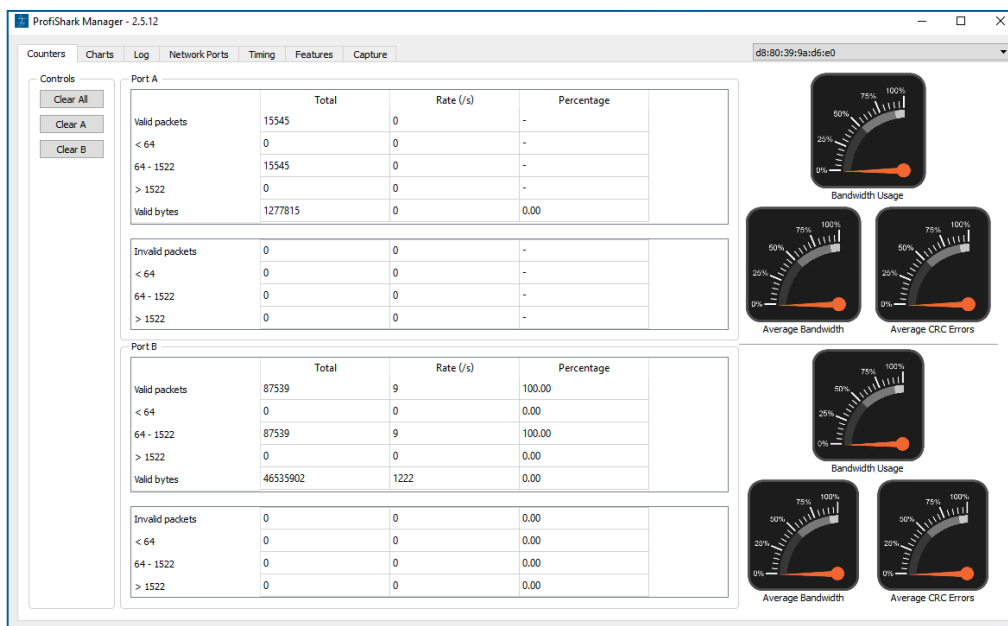 ProfiShark Manager - 2.5.12
Counters Charts Log Network Ports Timing Features Capture
d8:80:39:9a:d6:e0
Controls
Clear All
Clear A
Clear B
Port A
Total Rate (/s) Percentage
Valid packets 15545 0 -
< 64 0 0 -
64 - 1522 15545 0 -
> 1522 0 0 -
Valid bytes 1277815 0 0.00
Invalid packets 0 0 -
< 64 0 0 -
64 - 1522 0 0 -
> 1522 0 0 -
0% 25% 50% 75% 100%
Bandwidth Usage
0% 25% 50% 75% 100%
Average Bandwidth
0% 25% 50% 75% 100%
Average CRC Errors
Port B
Total Rate (/s) Percentage
Valid packets 87539 9 100.00
< 64 0 0 0.00
64 - 1522 87539 9 100.00
> 1522 0 0 0.00
Valid bytes 46535902 1222 0.00
Invalid packets 0 0 0.00
< 64 0 0 0.00
64 - 1522 0 0 0.00
> 1522 0 0 0.00
0% 25% 50% 75% 100%
Bandwidth Usage
0% 25% 50% 75% 100%
Average Bandwidth
0% 25% 50% 75% 100%
Average CRC Errors